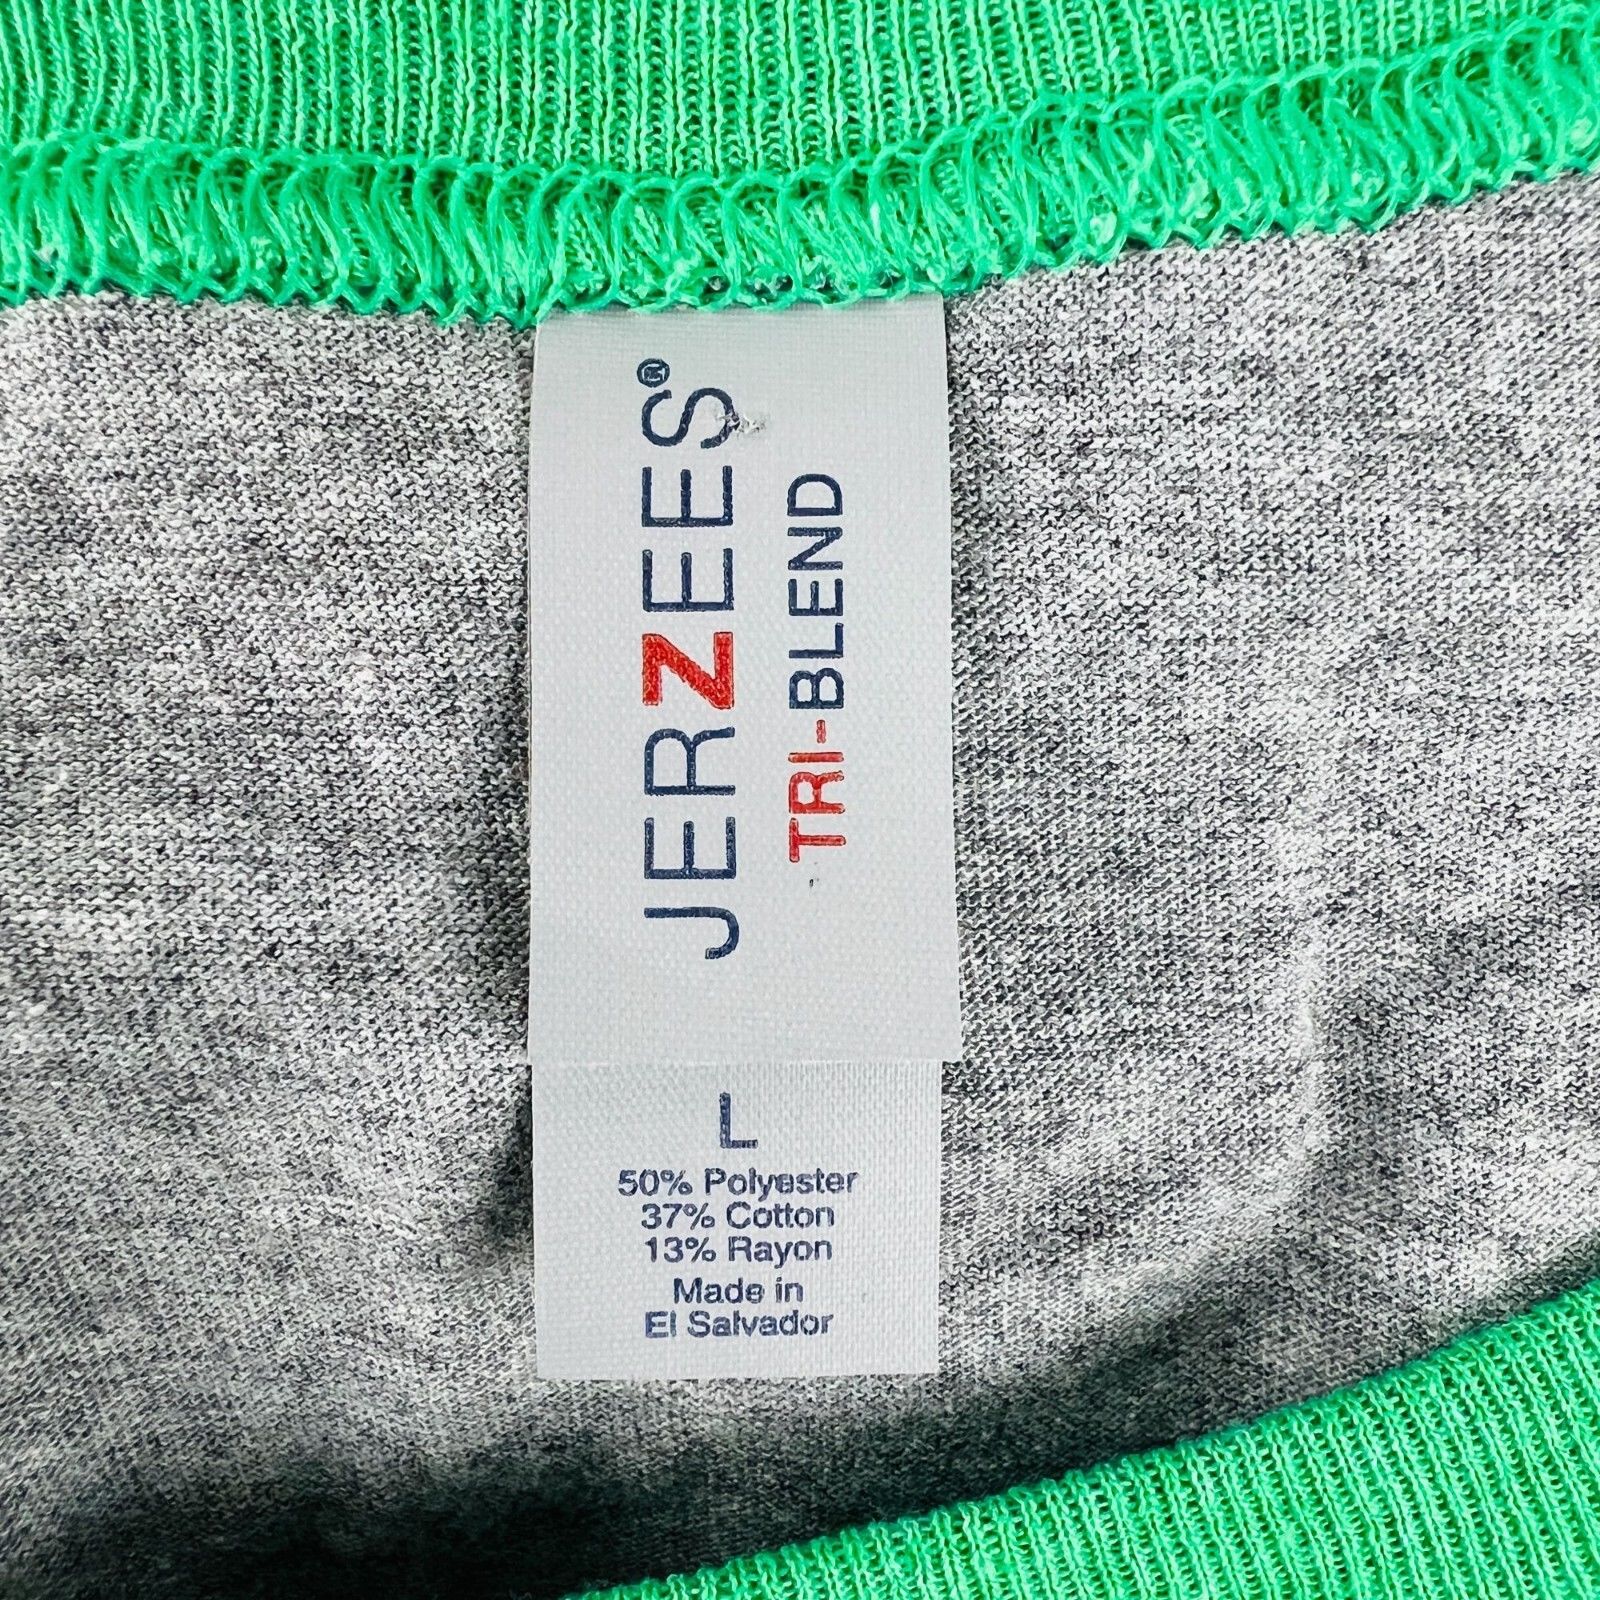 JERZEES®
TRI-BLEND
L
50% Polyester
37% Cotton
13% Rayon
Made in
El Salvador